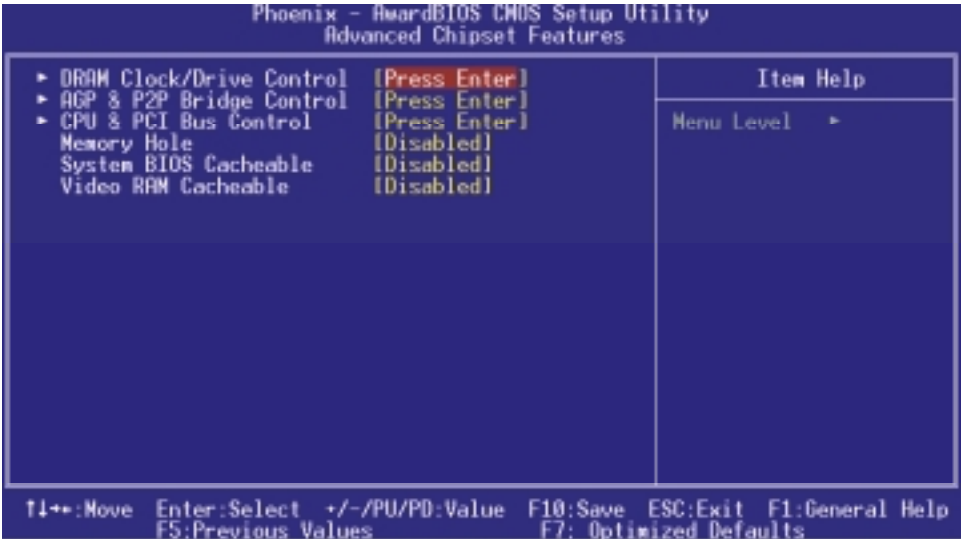 Phoenix - AwardBIOS CMOS Setup Utility
Advanced Chipset Features
► DRAM Clock/Drive Control [Press Enter]
► AGP & P2P Bridge Control [Press Enter]
► CPU & PCI Bus Control [Press Enter]
Memory Hole [Disabled]
System BIOS Cacheable [Disabled]
Video RAM Cacheable [Disabled]
Item Help
Menu Level ►
↑↓→←:Move Enter:Select +/-/PU/PD:Value F10:Save ESC:Exit F1:General Help
F5:Previous Values F7: Optimized Defaults